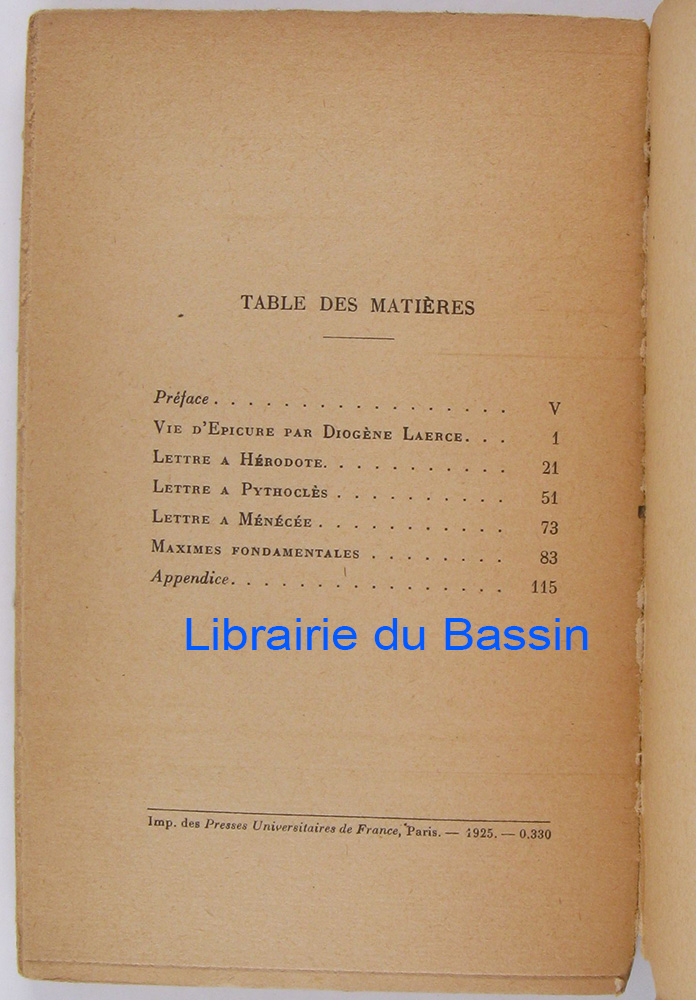 TABLE DES MATIÈRES
Préface . . . . . . . . . . . . . . . . . V
Vie d'Epicure par Diogène Laerce. . . 1
Lettre a Hérodote. . . . . . . . . . . 21
Lettre a Pythoclès . . . . . . . . . . 51
Lettre a Ménécée . . . . . . . . . . . 73
Maximes fondamentales . . . . . . . . 83
Appendice. . . . . . . . . . . . . . . . 115
Librairie du Bassin
Imp. des Presses Universitaires de France, Paris. — 1925. — 0.330